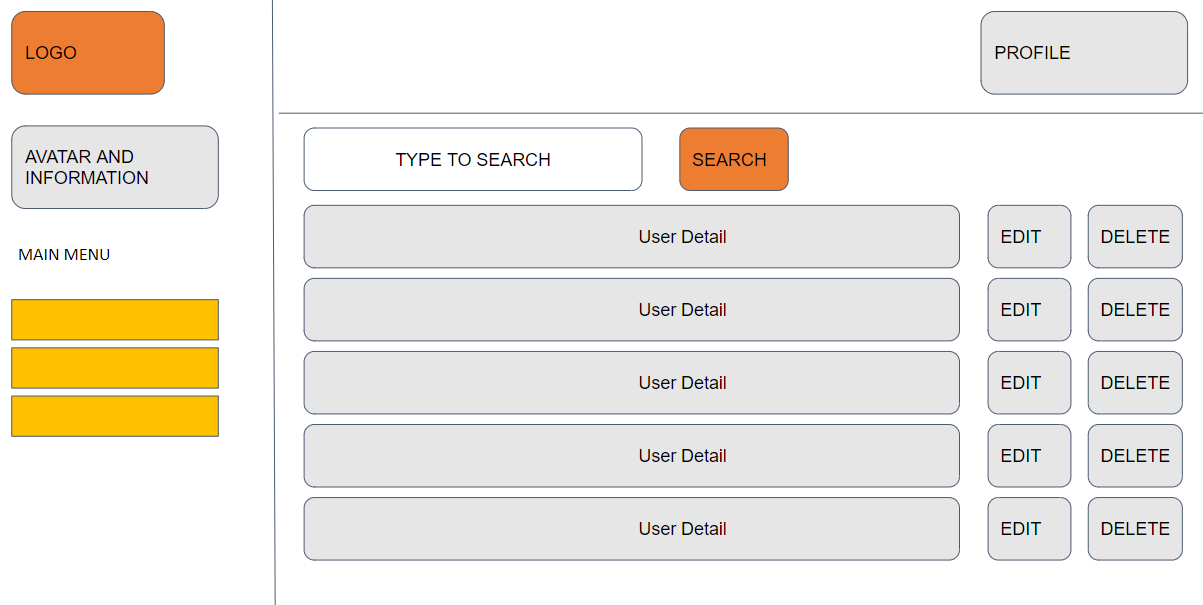 LOGO
PROFILE
AVATAR AND
INFORMATION
MAIN MENU
TYPE TO SEARCH
SEARCH
User Detail
EDIT
DELETE
User Detail
EDIT
DELETE
User Detail
EDIT
DELETE
User Detail
EDIT
DELETE
User Detail
EDIT
DELETE